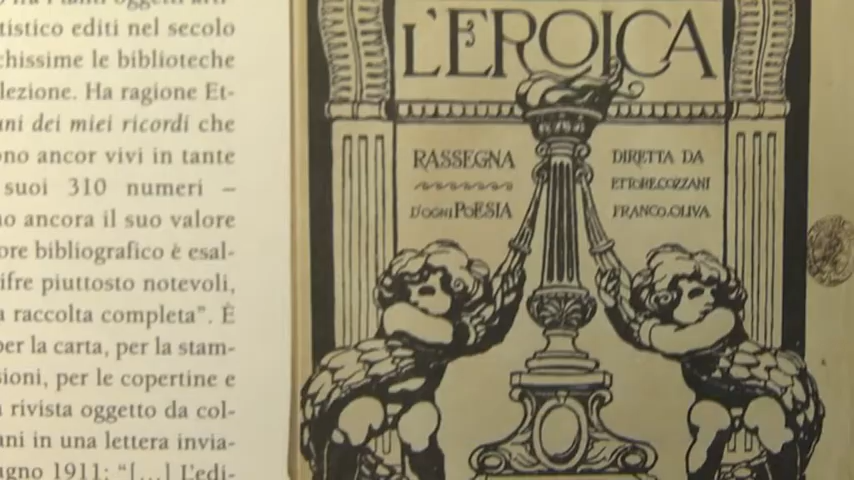 tistico editi nel secolo
chissime le biblioteche
lezione. Ha ragione Et-
ani dei miei ricordi che
ono ancor vivi in tante
suoi 310 numeri –
no ancora il suo valore
ore bibliografico è esal-
ifre piuttosto notevoli,
a raccolta completa”. È
per la carta, per la stam-
sioni, per le copertine e
a rivista oggetto da col-
ani in una lettera invia-
ugno 1911: “[...] L'edi-
L'EROICA
RASSEGNA
D'OGNI POESIA
DIRETTA DA
ETTORE.COZZANI
FRANCO.OLIVA